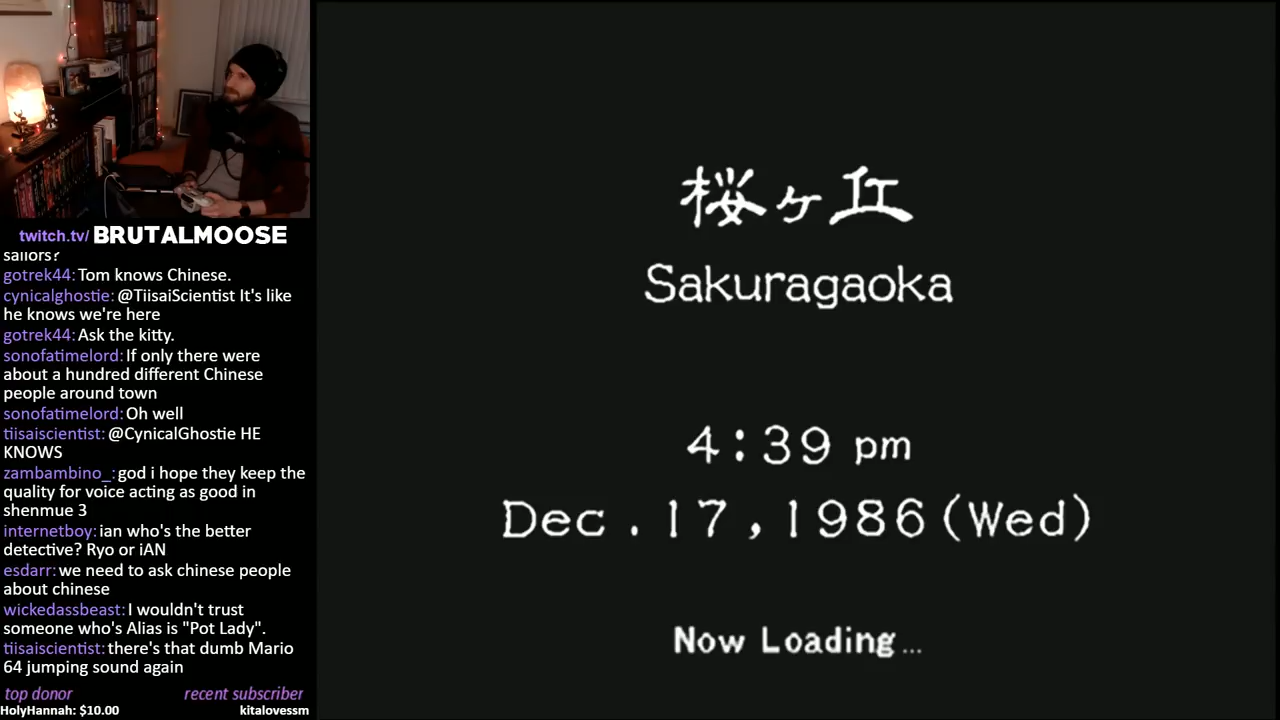 twitch.tv/ BRUTALMOOSE
sailors?
gotrek44: Tom knows Chinese.
cynicalghostie: @TiisaiScientist It's like
he knows we're here
gotrek44: Ask the kitty.
sonofatimelord: If only there were
about a hundred different Chinese
people around town
sonofatimelord: Oh well
tiisaiscientist: @CynicalGhostie HE
KNOWS
zambambino_: god i hope they keep the
quality for voice acting as good in
shenmue 3
internetboy: ian who's the better
detective? Ryo or iAN
esdarr: we need to ask chinese people
about chinese
wickedassbeast: I wouldn't trust
someone who's Alias is "Pot Lady".
tiisaiscientist: there's that dumb Mario
64 jumping sound again
top donor recent subscriber
HolyHannah: $10.00 kitalovessm
桜ヶ丘
Sakuragaoka
4:39 pm
Dec.17,1986(Wed)
Now Loading...